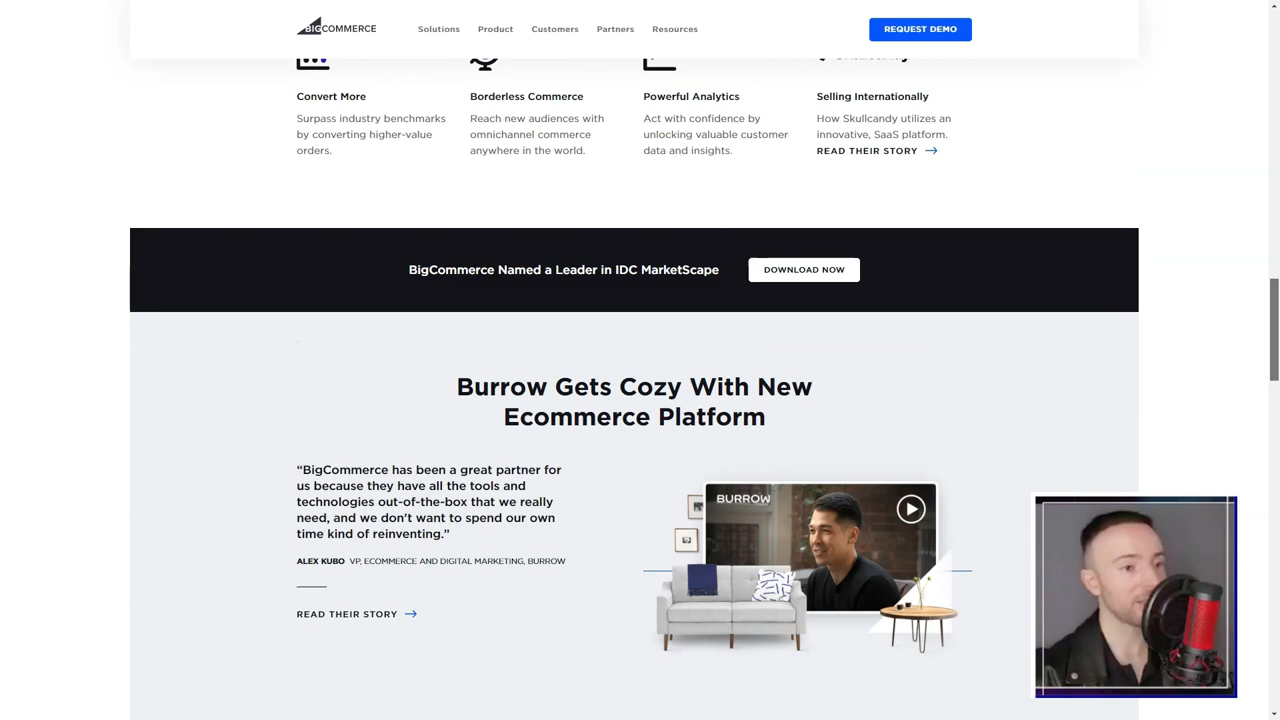 BIGCOMMERCE
Solutions
Product
Customers
Partners
Resources
REQUEST DEMO
Convert More
Surpass industry benchmarks
by converting higher-value
orders.
Borderless Commerce
Reach new audiences with
omnichannel commerce
anywhere in the world.
Powerful Analytics
Act with confidence by
unlocking valuable customer
data and insights.
Selling Internationally
How Skullcandy utilizes an
innovative, SaaS platform.
READ THEIR STORY
BigCommerce Named a Leader in IDC MarketScape
DOWNLOAD NOW
Burrow Gets Cozy With New
Ecommerce Platform
“BigCommerce has been a great partner for
us because they have all the tools and
technologies out-of-the-box that we really
need, and we don't want to spend our own
time kind of reinventing.”
ALEX KUBO VP, ECOMMERCE AND DIGITAL MARKETING, BURROW
READ THEIR STORY
BURROW